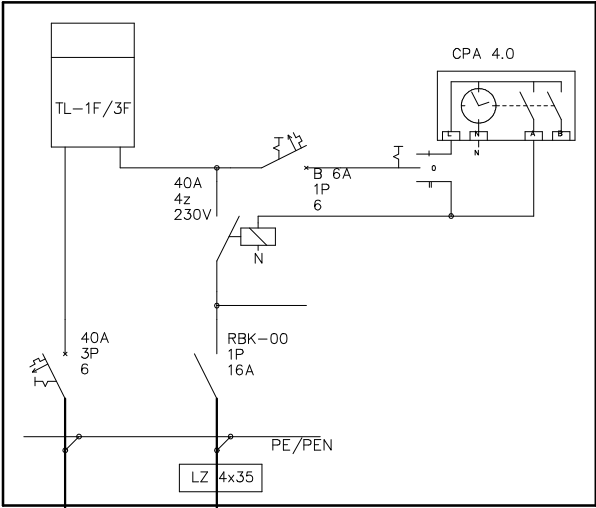 CPA 4.0
TL-1F/3F
L N A B
N
0
I
II
B 6A
1P
6
40A
4z
230V
N
40A
3P
6
RBK-00
1P
16A
PE/PEN
LZ 4x35